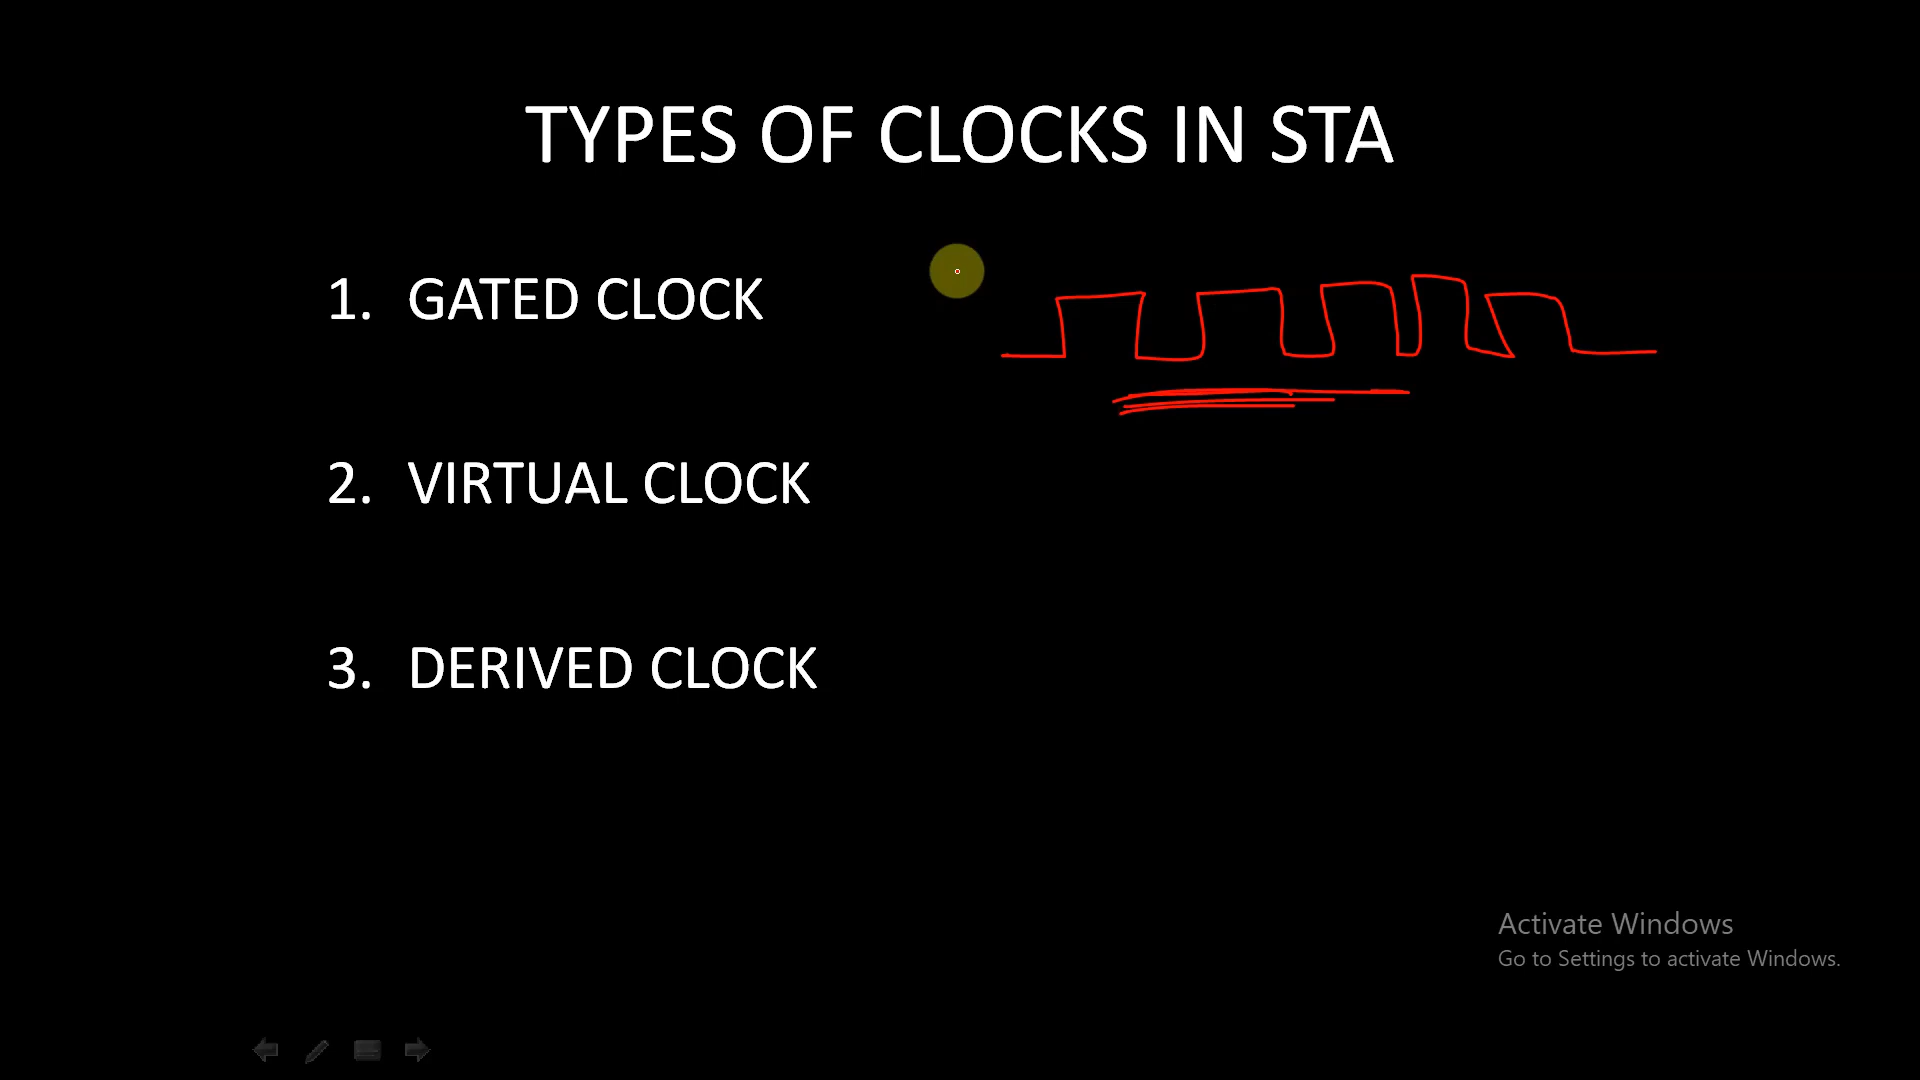 TYPES OF CLOCKS IN STA
1. GATED CLOCK
2. VIRTUAL CLOCK
3. DERIVED CLOCK
Activate Windows
Go to Settings to activate Windows.